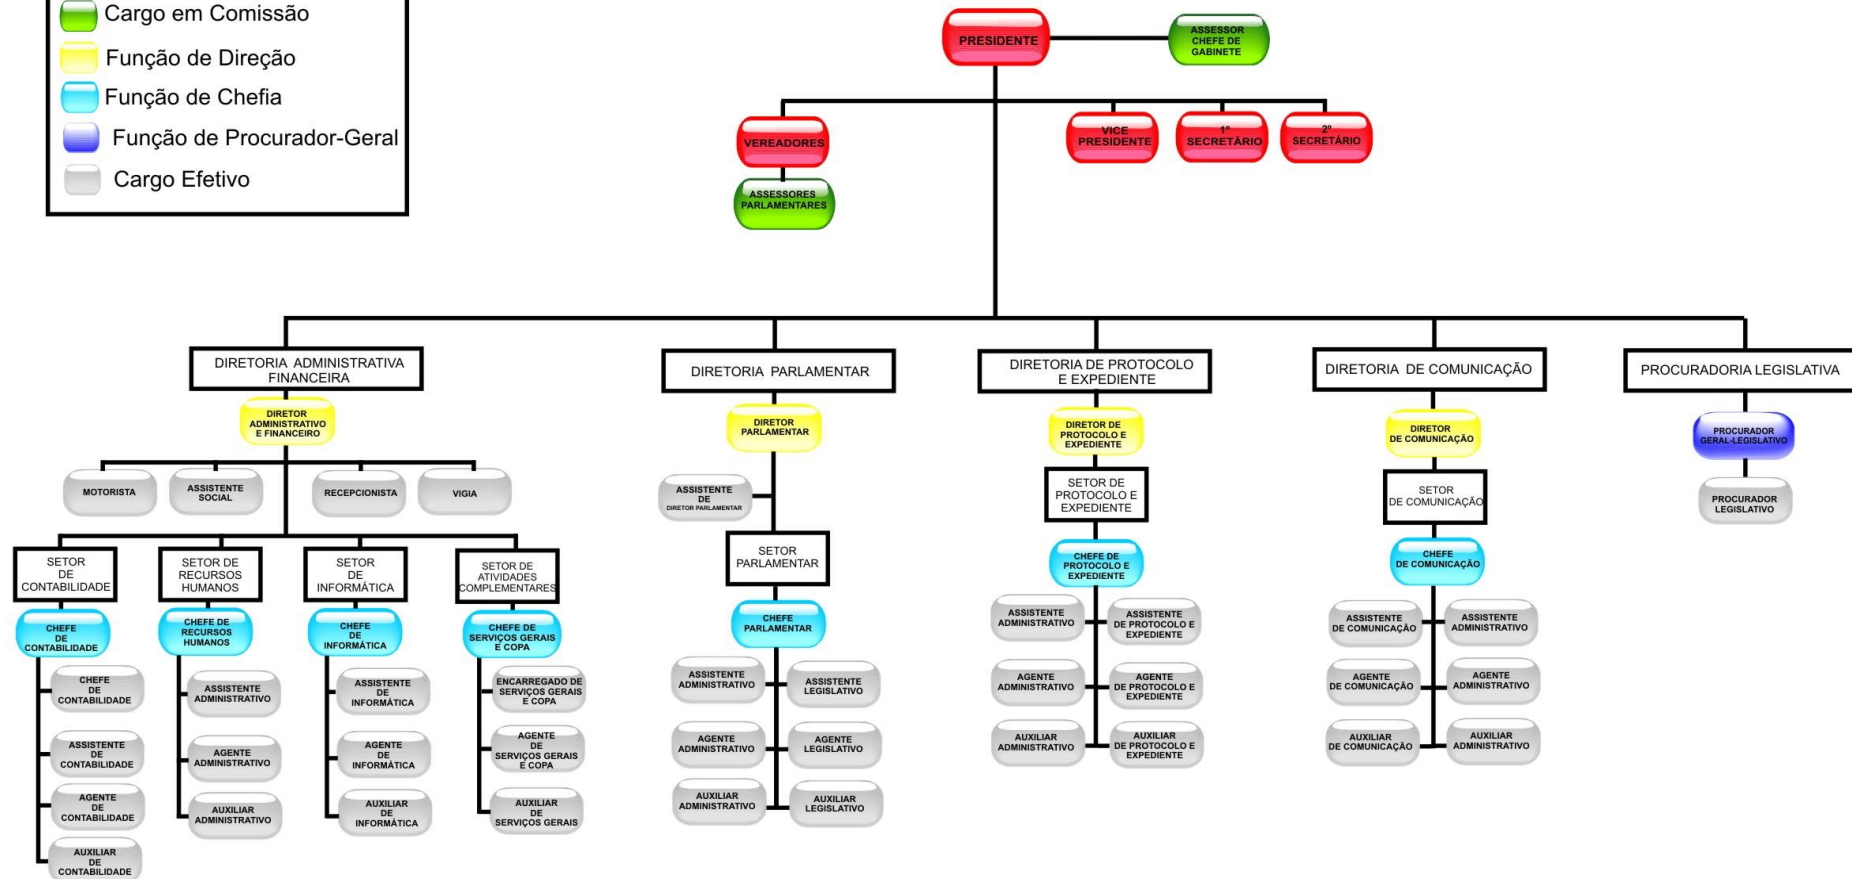 Cargo em Comissão
Função de Direção
Função de Chefia
Função de Procurador-Geral
Cargo Efetivo
PRESIDENTE
ASSESSOR
CHEFE DE
GABINETE
VEREADORES
VICE
PRESIDENTE
1º
SECRETÁRIO
2º
SECRETÁRIO
ASSESSORES
PARLAMENTARES
DIRETORIA ADMINISTRATIVA
FINANCEIRA
DIRETOR
ADMINISTRATIVO
E FINANCEIRO
MOTORISTA
ASSISTENTE
SOCIAL
RECEPCIONISTA
VIGIA
SETOR
DE
CONTABILIDADE
CHEFE
DE
CONTABILIDADE
CHEFE
DE
CONTABILIDADE
ASSISTENTE
DE
CONTABILIDADE
AGENTE
DE
CONTABILIDADE
AUXILIAR
DE
CONTABILIDADE
SETOR DE
RECURSOS
HUMANOS
CHEFE DE
RECURSOS
HUMANOS
ASSISTENTE
ADMINISTRATIVO
AGENTE
ADMINISTRATIVO
AUXILIAR
ADMINISTRATIVO
SETOR
DE
INFORMÁTICA
CHEFE
DE
INFORMÁTICA
ASSISTENTE
DE
INFORMÁTICA
AGENTE
DE
INFORMÁTICA
AUXILIAR
DE
INFORMÁTICA
SETOR DE
ATIVIDADES
COMPLEMENTÁRES
CHEFE DE
SERVIÇOS GERAIS
E COPA
ENCARREGADO DE
SERVIÇOS GERAIS
E COPA
AGENTE
DE
SERVIÇOS GERAIS
E COPA
AUXILIAR
DE
SERVIÇOS GERAIS
DIRETORIA PARLAMENTAR
DIRETOR
PARLAMENTAR
ASSISTENTE
DE
DIRETOR PARLAMENTAR
SETOR
PARLAMENTAR
CHEFE
PARLAMENTAR
ASSISTENTE
ADMINISTRATIVO
ASSISTENTE
LEGISLATIVO
AGENTE
ADMINISTRATIVO
AGENTE
LEGISLATIVO
AUXILIAR
ADMINISTRATIVO
AUXILIAR
LEGISLATIVO
DIRETORIA DE PROTOCOLO
E EXPEDIENTE
DIRETOR DE
PROTOCOLO E
EXPEDIENTE
SETOR DE
PROTOCOLO E
EXPEDIENTE
CHEFE DE
PROTOCOLO E
EXPEDIENTE
ASSISTENTE
ADMINISTRATIVO
ASSISTENTE
DE PROTOCOLO E
EXPEDIENTE
AGENTE
ADMINISTRATIVO
AGENTE
DE PROTOCOLO E
EXPEDIENTE
AUXILIAR
ADMINISTRATIVO
AUXILIAR
DE PROTOCOLO E
EXPEDIENTE
DIRETORIA DE COMUNICAÇÃO
DIRETOR
DE COMUNICAÇÃO
SETOR
DE COMUNICAÇÃO
CHEFE
DE COMUNICAÇÃO
ASSISTENTE
DE COMUNICAÇÃO
ASSISTENTE
ADMINISTRATIVO
AGENTE
DE COMUNICAÇÃO
AGENTE
ADMINISTRATIVO
AUXILIAR
DE COMUNICAÇÃO
AUXILIAR
ADMINISTRATIVO
PROCURADORIA LEGISLATIVA
PROCURADOR
GERAL-LEGISLATIVO
PROCURADOR
LEGISLATIVO